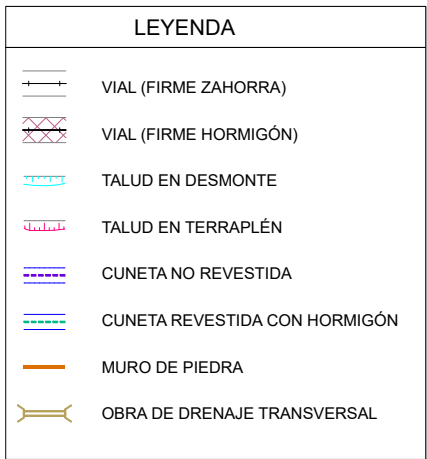 LEYENDA
VIAL (FIRME ZAHORRA)
VIAL (FIRME HORMIGÓN)
TALUD EN DESMONTE
TALUD EN TERRAPLÉN
CUNETA NO REVESTIDA
CUNETA REVESTIDA CON HORMIGÓN
MURO DE PIEDRA
OBRA DE DRENAJE TRANSVERSAL